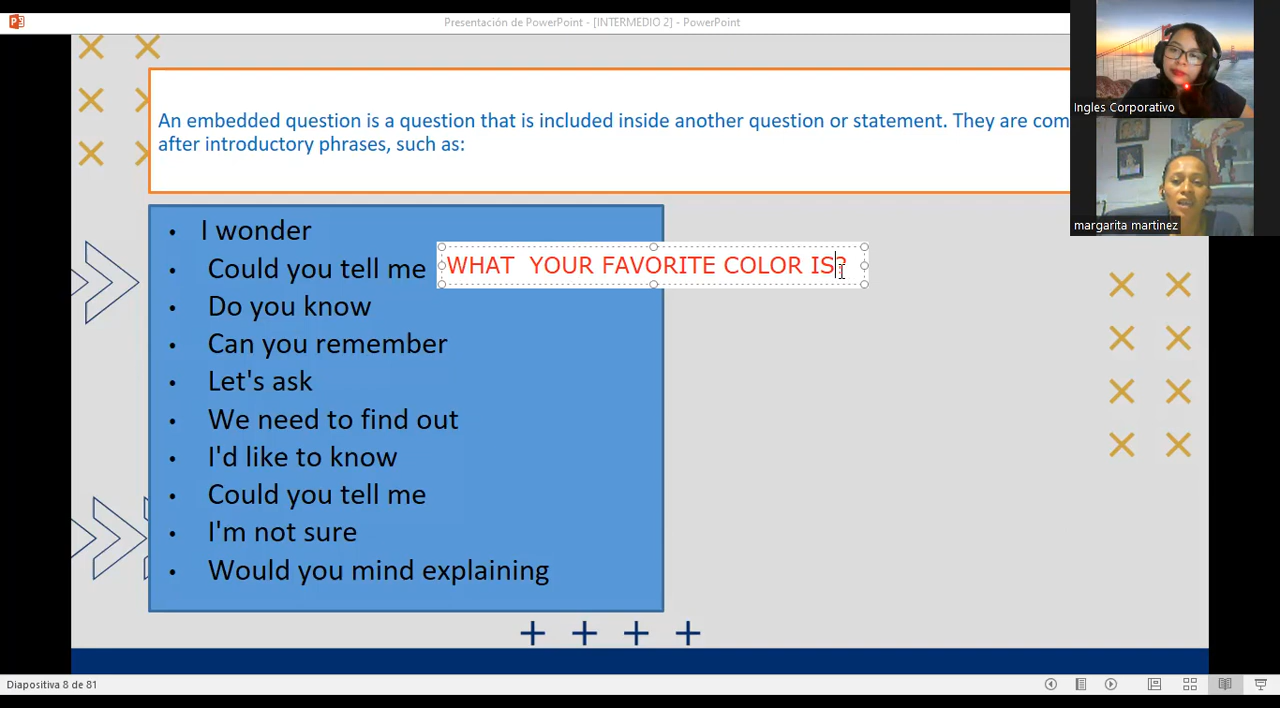 Presentación de PowerPoint - [INTERMEDIO 2] - PowerPoint
Ingles Corporativo
margarita martinez
An embedded question is a question that is included inside another question or statement. They are com
after introductory phrases, such as:
• I wonder
• Could you tell me WHAT YOUR FAVORITE COLOR IS?
• Do you know
• Can you remember
• Let's ask
• We need to find out
• I'd like to know
• Could you tell me
• I'm not sure
• Would you mind explaining
Diapositiva 8 de 81